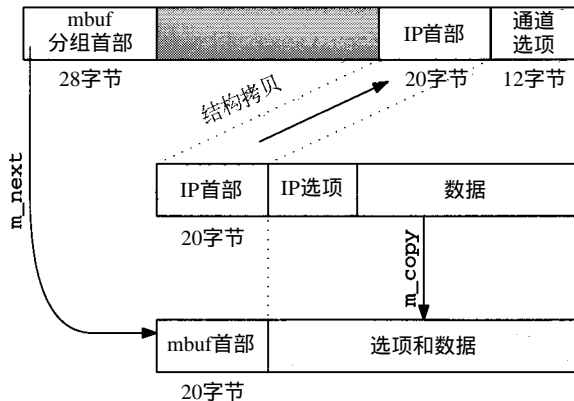 mbuf
分组首部
IP首部
通道
选项
28字节
20字节
12字节
结构拷贝
m_next
IP首部
IP选项
数据
20字节
m_copy
mbuf首部
选项和数据
20字节